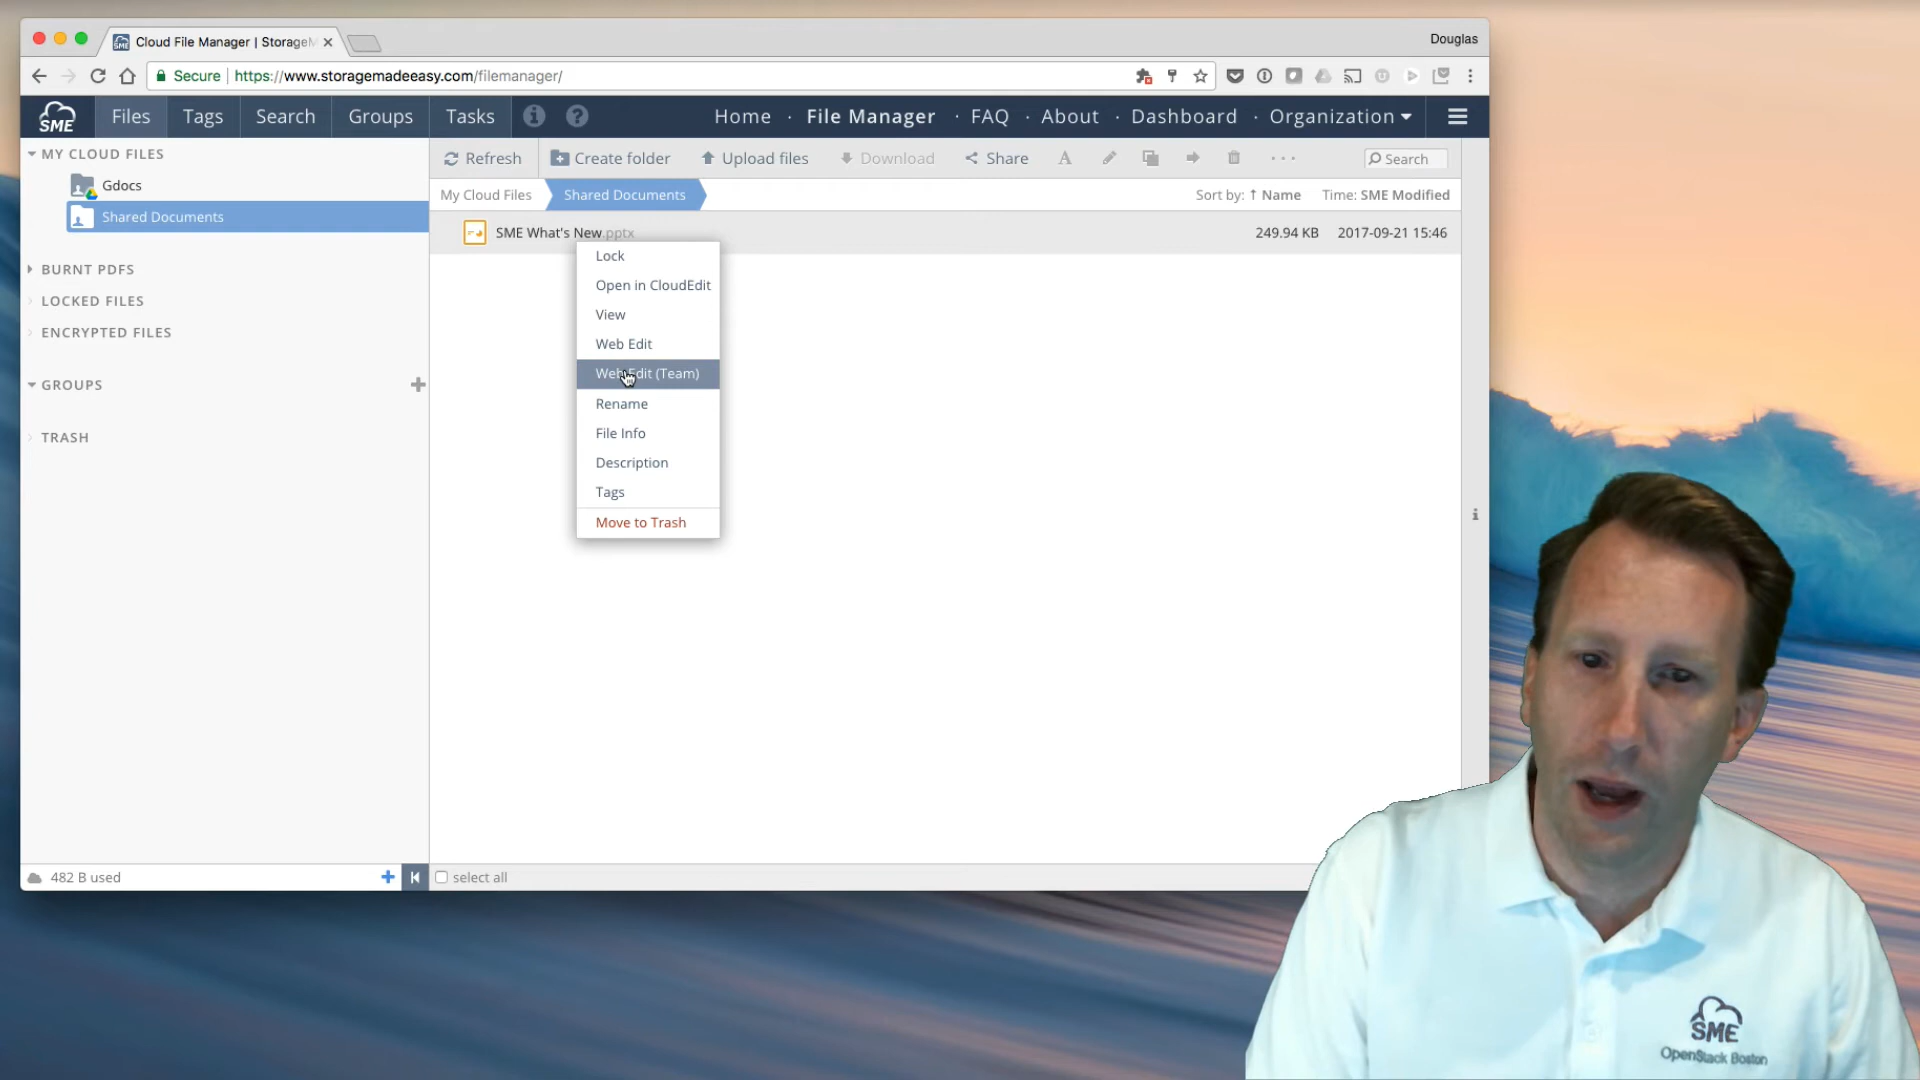 Douglas
SME Cloud File Manager | StorageM
Secure https://www.storagemadeeasy.com/filemanager/
SME Files Tags Search Groups Tasks Home · File Manager · FAQ · About · Dashboard · Organization
MY CLOUD FILES
Gdocs
Shared Documents
BURNT PDFS
LOCKED FILES
ENCRYPTED FILES
GROUPS
TRASH
482 B used
Refresh Create folder Upload files Download Share A ··· Search
My Cloud Files Shared Documents Sort by: ↑ Name Time: SME Modified
SME What's New.pptx 249.94 KB 2017-09-21 15:46
Lock
Open in CloudEdit
View
Web Edit
Web Edit (Team)
Rename
File Info
Description
Tags
Move to Trash
select all
SME
OpenStack Boston